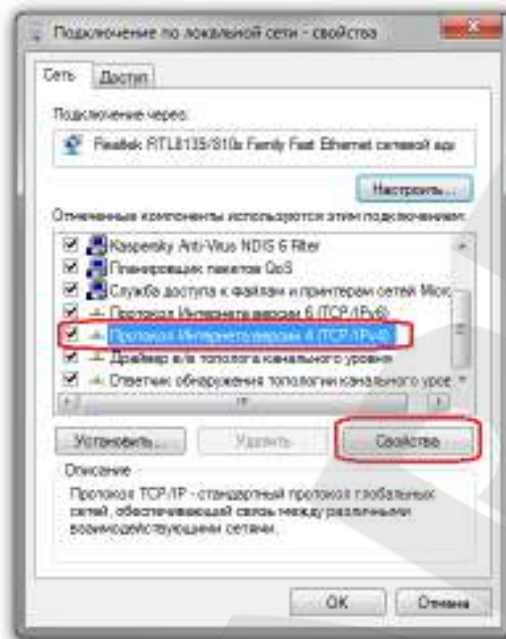 Подключение по локальной сети - свойства
Сеть Доступ
Подключение через:
Realtek RTL8139/810x Family Fast Ethernet сетевой ада
Настроить...
Отмеченные компоненты используются этим подключением:
Kaspersky Anti-Virus NDIS 6 Filter
Планировщик пакетов QoS
Служба доступа к файлам и принтерам сетей Micro
Протокол Интернета версии 6 (TCP/IPv6)
Протокол Интернета версии 4 (TCP/IPv4)
Драйвер в/в тополога канального уровня
Ответчик обнаружения топологии канального уров
Установить... Удалить Свойства
Описание
Протокол TCP/IP - стандартный протокол глобальных
сетей, обеспечивающий связь между различными
взаимодействующими сетями.
ОК Отмена